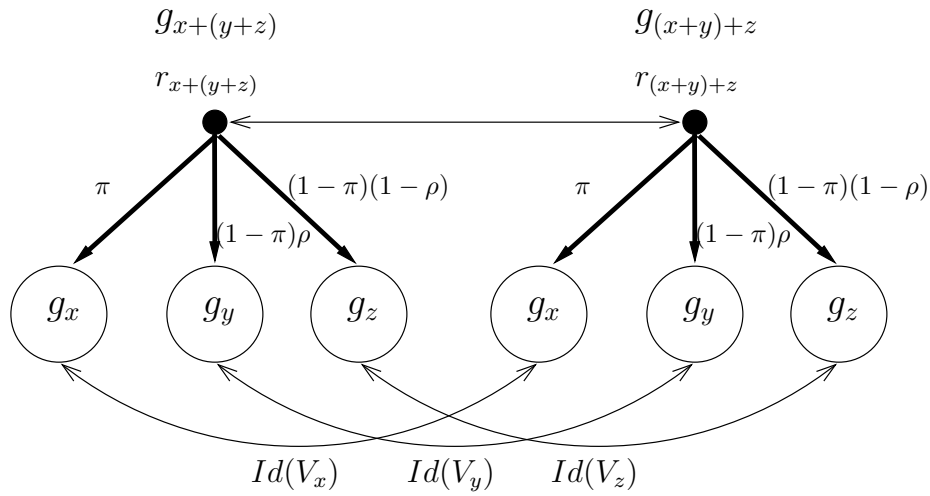 g_{x+(y+z)} g_{(x+y)+z}
r_{x+(y+z)} r_{(x+y)+z}
π (1 − π)(1 − ρ) π (1 − π)(1 − ρ)
(1 − π)ρ (1 − π)ρ
g_x g_y g_z g_x g_y g_z
Id(V_x) Id(V_y) Id(V_z)